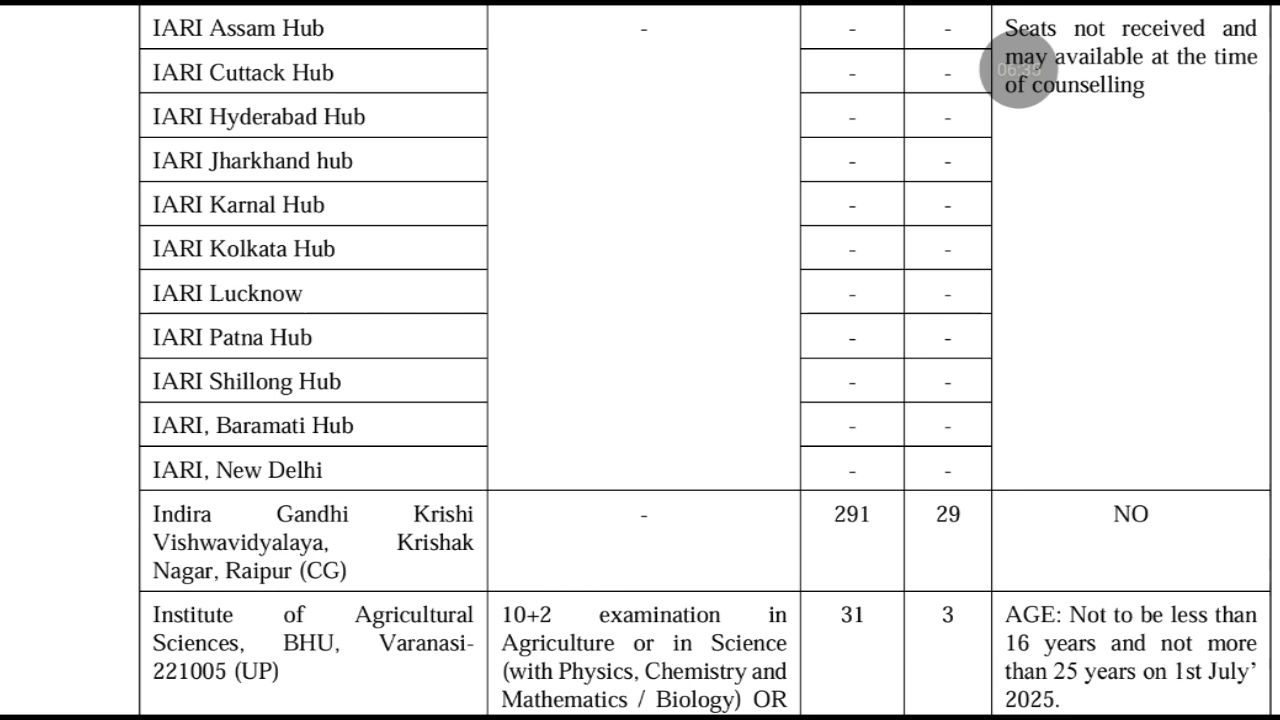 IARI Assam Hub - - - Seats not received and
may available at the time
of counselling
06:35
IARI Cuttack Hub - -
IARI Hyderabad Hub - -
IARI Jharkhand hub - -
IARI Karnal Hub - -
IARI Kolkata Hub - -
IARI Lucknow - -
IARI Patna Hub - -
IARI Shillong Hub - -
IARI, Baramati Hub - -
IARI, New Delhi - -
Indira Gandhi Krishi
Vishwavidyalaya, Krishak
Nagar, Raipur (CG)
- 291 29 NO
Institute of Agricultural
Sciences, BHU, Varanasi-
221005 (UP)
10+2 examination in
Agriculture or in Science
(with Physics, Chemistry and
Mathematics / Biology) OR
31 3
AGE: Not to be less than
16 years and not more
than 25 years on 1st July’
2025.